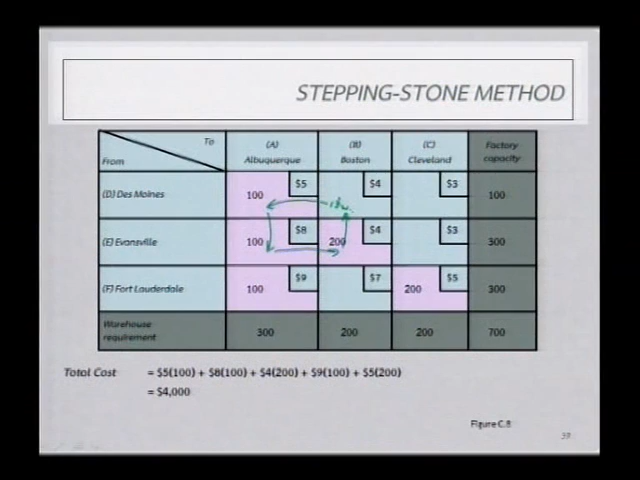 STEPPING-STONE METHOD
To
From
(A)
Albuquerque
(B)
Boston
(C)
Cleveland
Factory
capacity
(D) Des Moines
100
$5
$4
$3
100
(E) Evansville
100
$8
200
$4
$3
300
(F) Fort Lauderdale
100
$9
$7
200
$5
300
Warehouse
requirement
300
200
200
700
Total Cost = $5(100) + $8(100) + $4(200) + $9(100) + $5(200)
= $4,000
Figure C.8